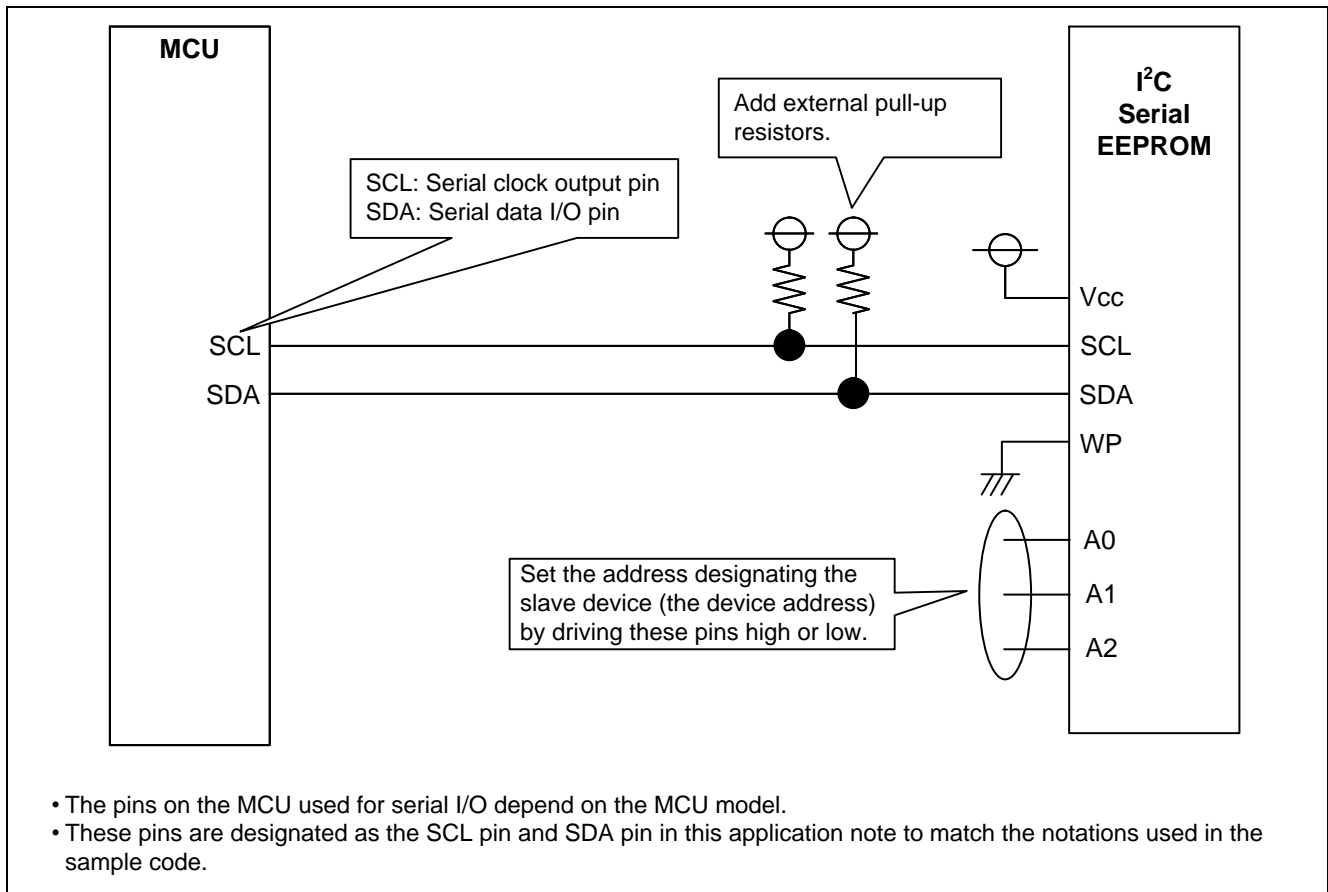 MCU
I²C
Serial
EEPROM
Add external pull-up
resistors.
SCL: Serial clock output pin
SDA: Serial data I/O pin
Vcc
SCL
SCL
SDA
SDA
WP
A0
Set the address designating the
slave device (the device address)
by driving these pins high or low.
A1
A2
• The pins on the MCU used for serial I/O depend on the MCU model.
• These pins are designated as the SCL pin and SDA pin in this application note to match the notations used in the
sample code.